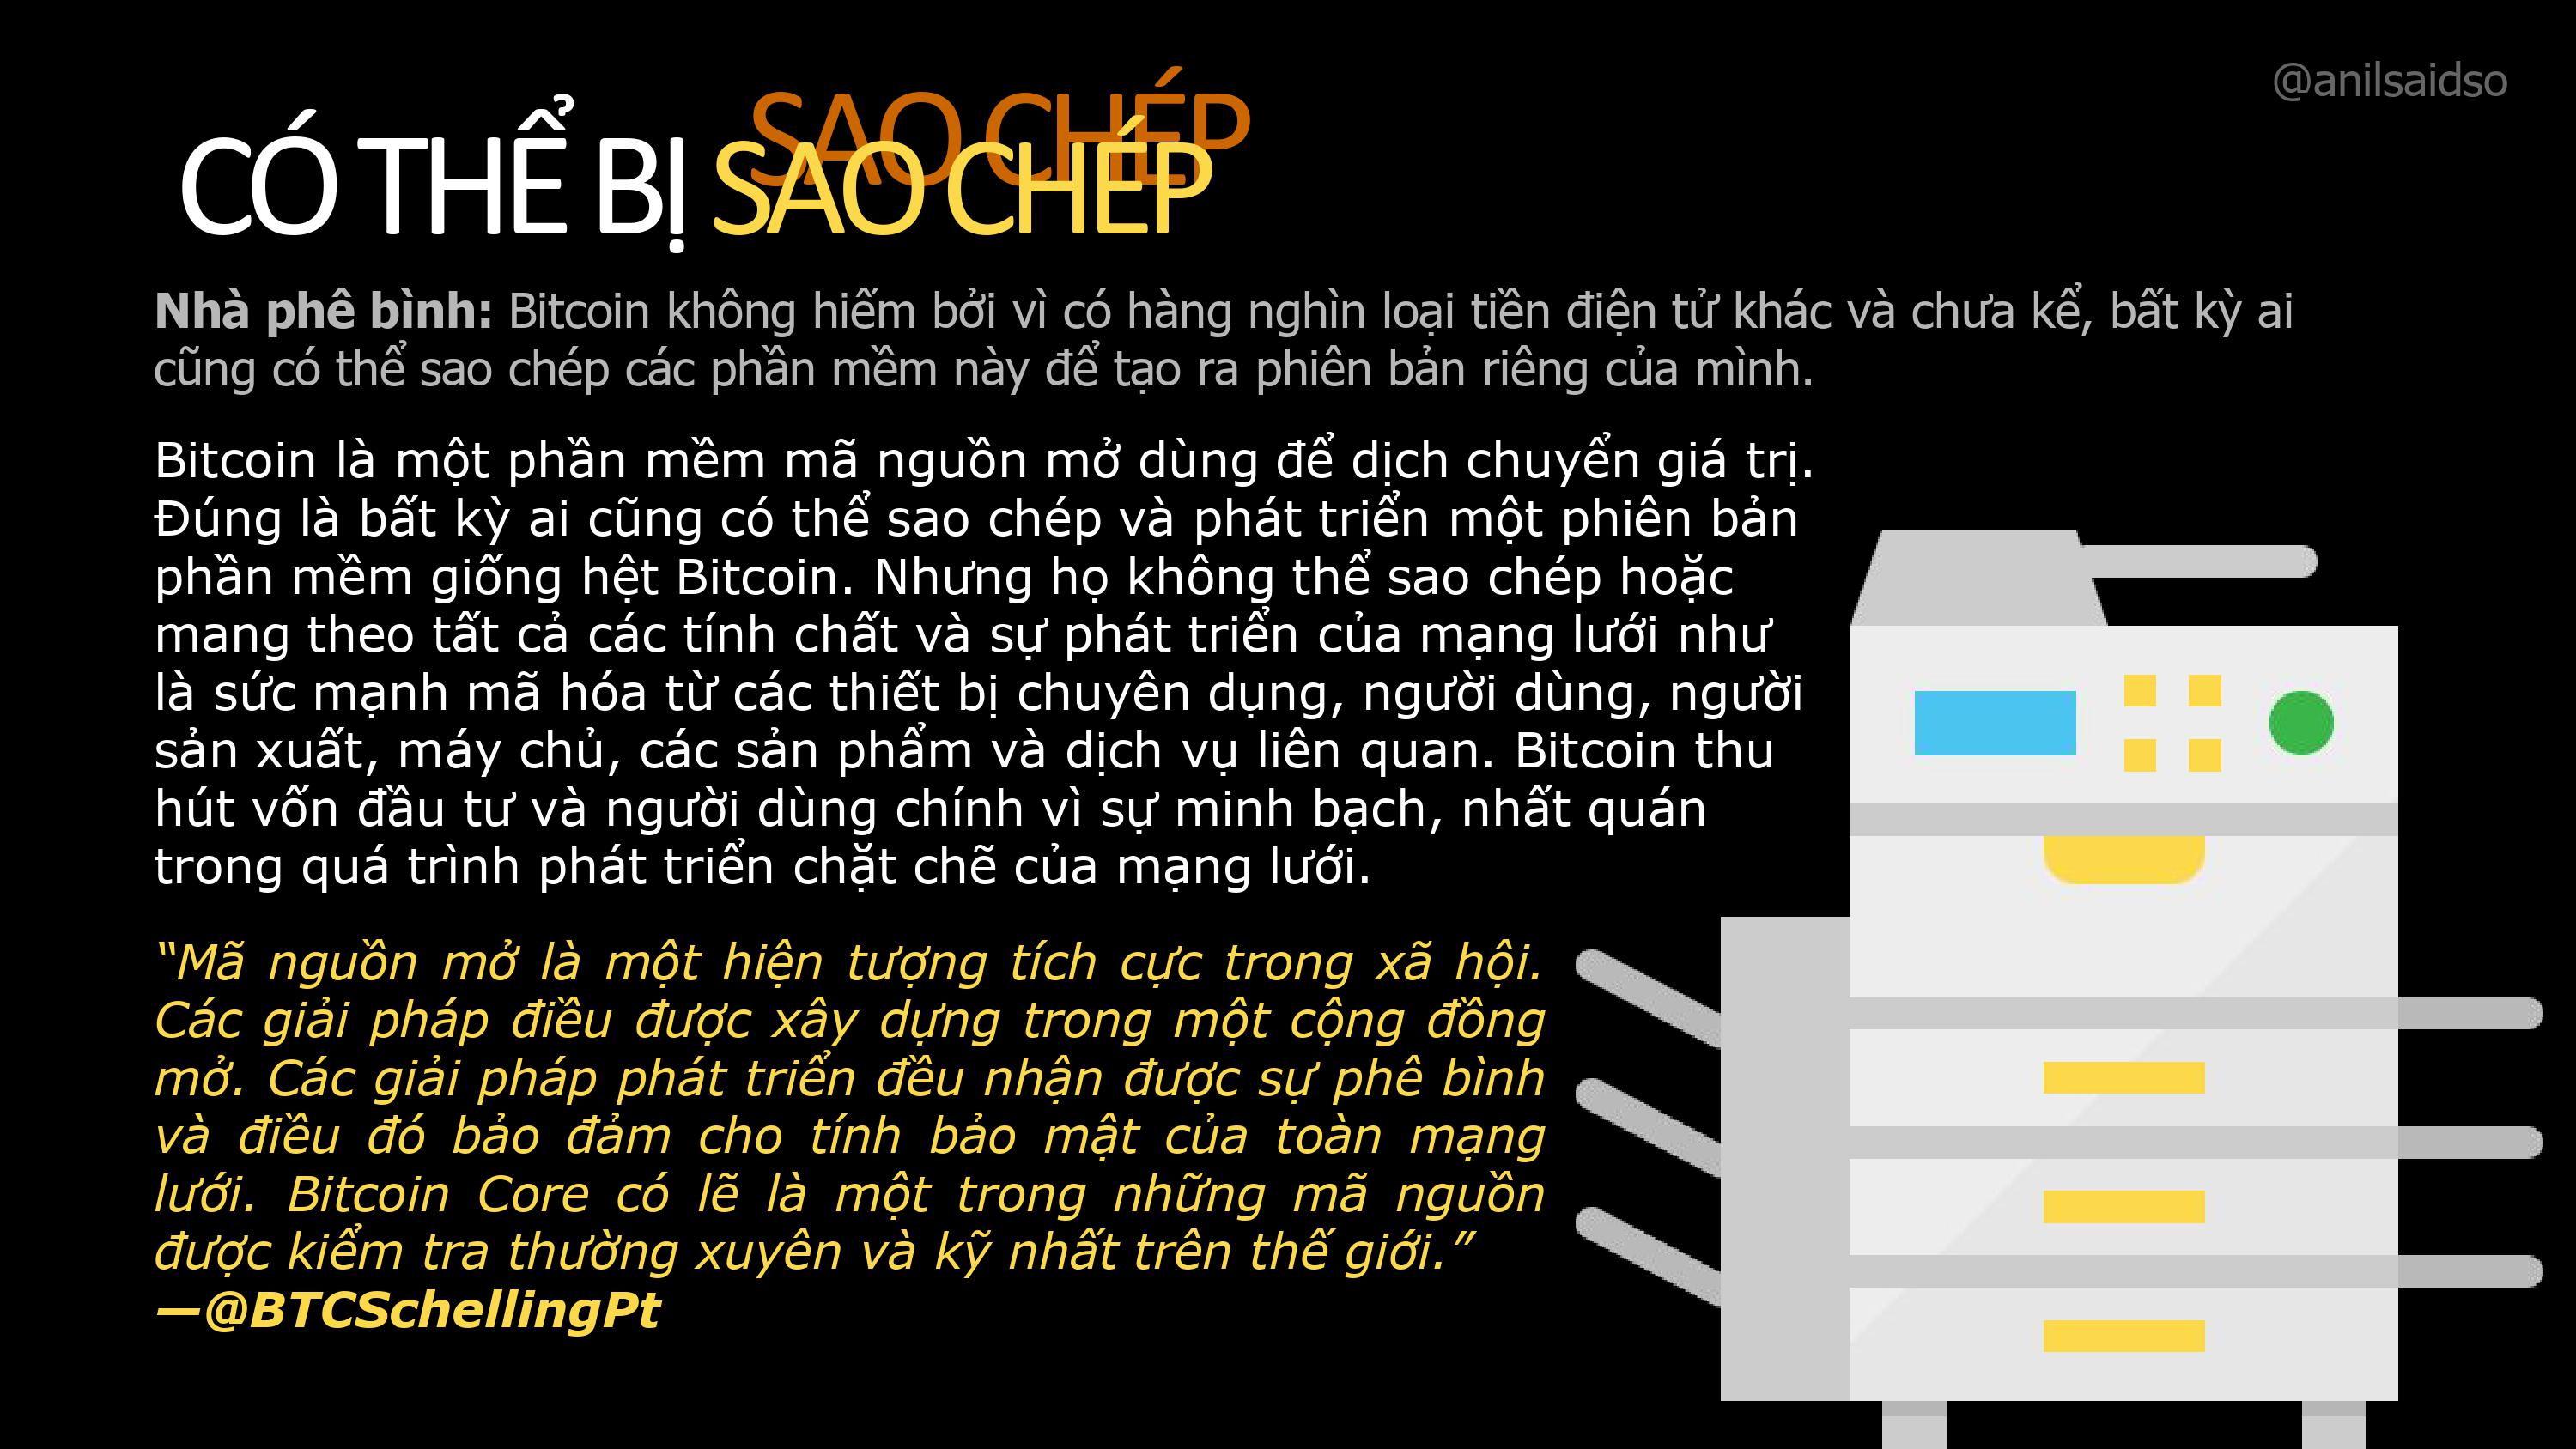 @anilsaidso
SAO CHÉP
CÓ THỂ BỊ SAO CHÉP
Nhà phê bình: Bitcoin không hiếm bởi vì có hàng nghìn loại tiền điện tử khác và chưa kể, bất kỳ ai
cũng có thể sao chép các phần mềm này để tạo ra phiên bản riêng của mình.
Bitcoin là một phần mềm mã nguồn mở dùng để dịch chuyển giá trị.
Đúng là bất kỳ ai cũng có thể sao chép và phát triển một phiên bản
phần mềm giống hệt Bitcoin. Nhưng họ không thể sao chép hoặc
mang theo tất cả các tính chất và sự phát triển của mạng lưới như
là sức mạnh mã hóa từ các thiết bị chuyên dụng, người dùng, người
sản xuất, máy chủ, các sản phẩm và dịch vụ liên quan. Bitcoin thu
hút vốn đầu tư và người dùng chính vì sự minh bạch, nhất quán
trong quá trình phát triển chặt chẽ của mạng lưới.
“Mã nguồn mở là một hiện tượng tích cực trong xã hội.
Các giải pháp điều được xây dựng trong một cộng đồng
mở. Các giải pháp phát triển đều nhận được sự phê bình
và điều đó bảo đảm cho tính bảo mật của toàn mạng
lưới. Bitcoin Core có lẽ là một trong những mã nguồn
được kiểm tra thường xuyên và kỹ nhất trên thế giới.”
—@BTCSchellingPt